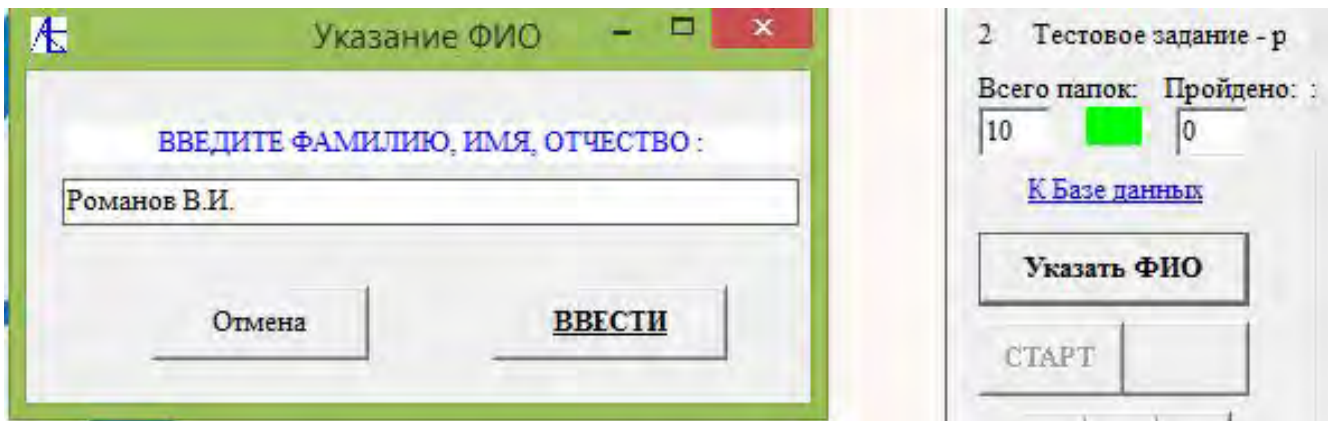 Указание ФИО
ВВЕДИТЕ ФАМИЛИЮ, ИМЯ, ОТЧЕСТВО :
Романов В.И.
Отмена ВВЕСТИ
2 Тестовое задание - р
Всего папок: Пройдено: :
10 0
К Базе данных
Указать ФИО
СТАРТ